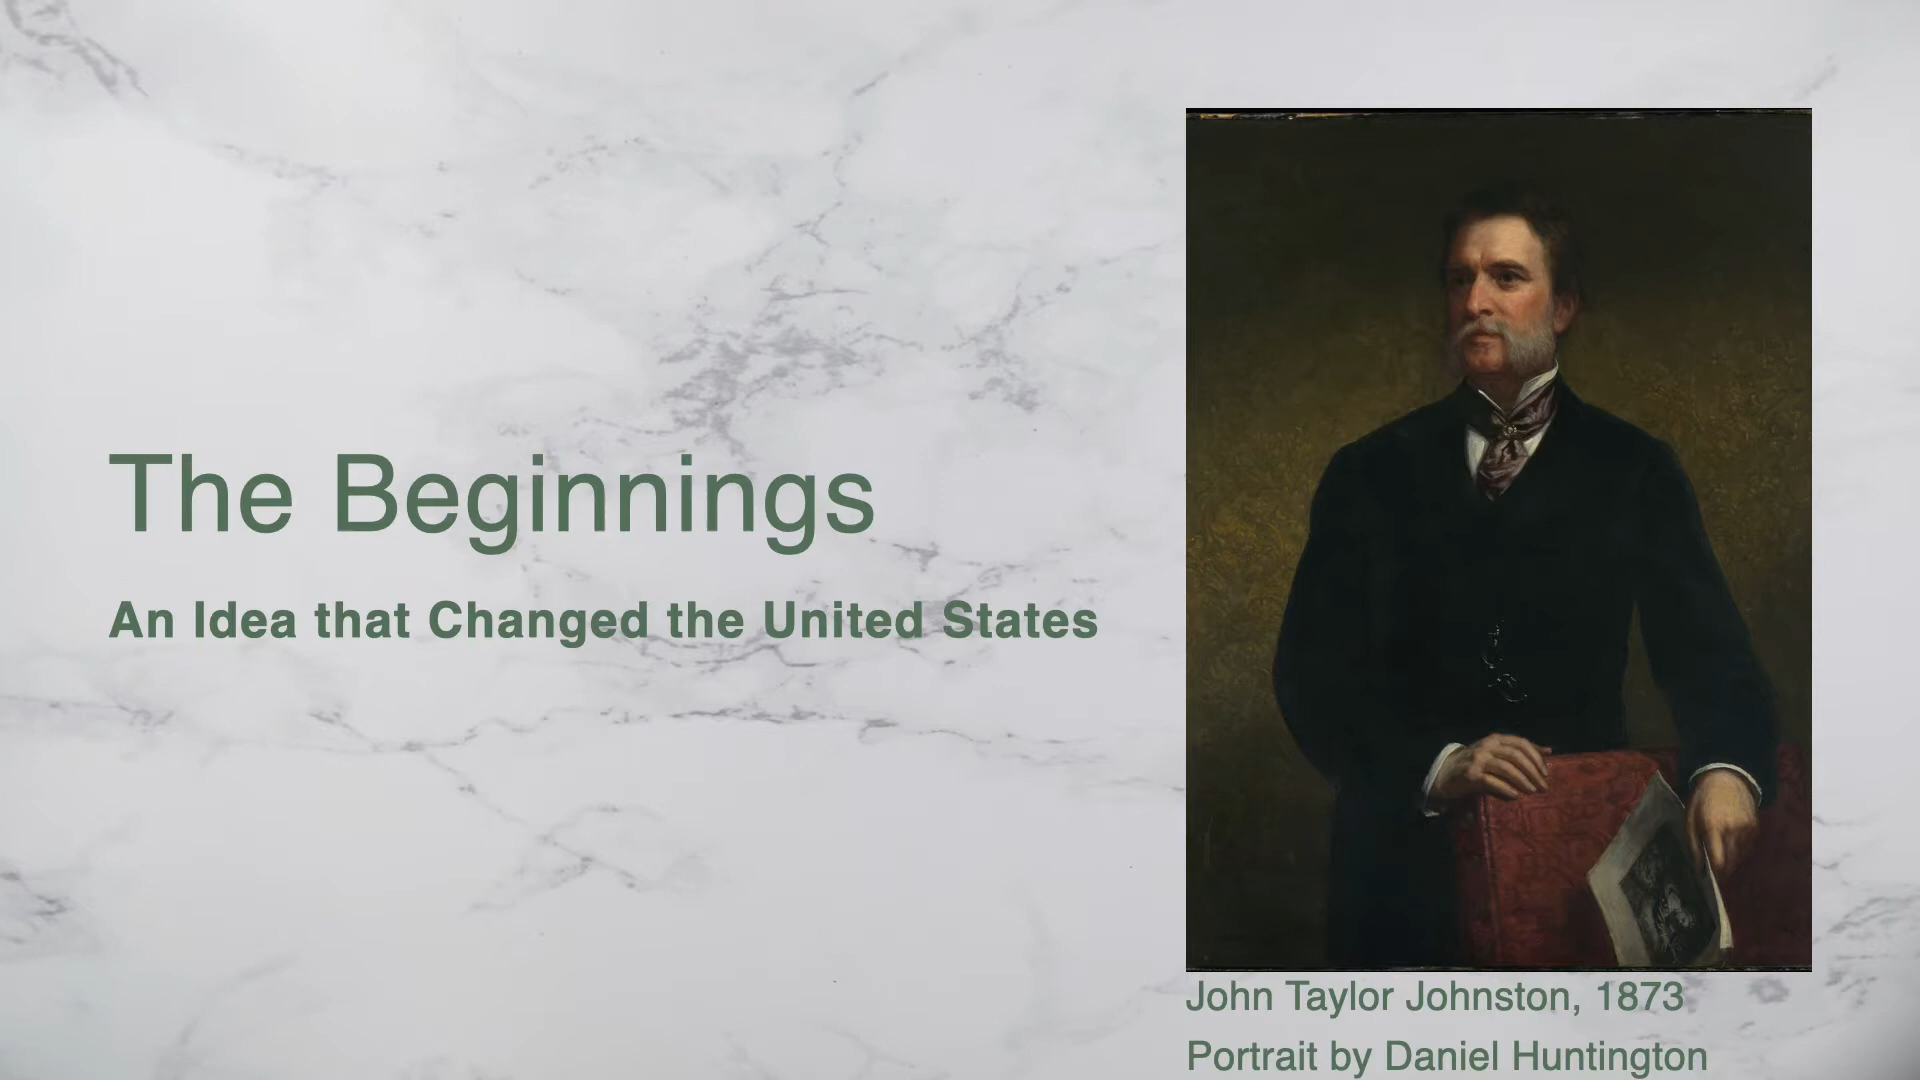 The Beginnings
An Idea that Changed the United States
John Taylor Johnston, 1873
Portrait by Daniel Huntington